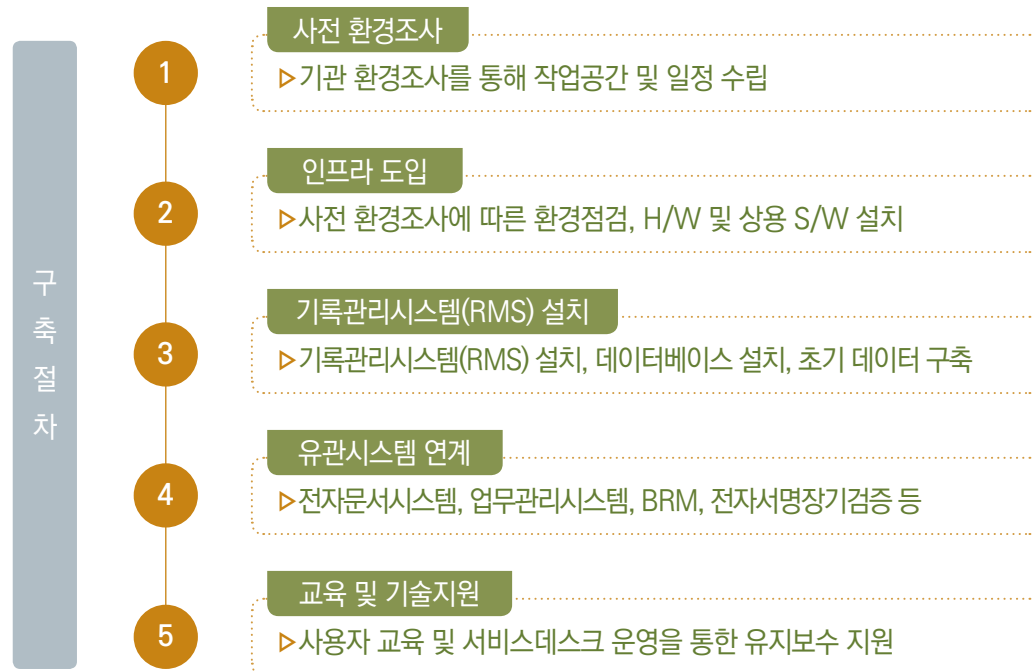 구축절차
1
사전 환경조사
▷기관 환경조사를 통해 작업공간 및 일정 수립
2
인프라 도입
▷사전 환경조사에 따른 환경점검, H/W 및 상용 S/W 설치
3
기록관리시스템(RMS) 설치
▷기록관리시스템(RMS) 설치, 데이터베이스 설치, 초기 데이터 구축
4
유관시스템 연계
▷전자문서시스템, 업무관리시스템, BRM, 전자서명장기검증 등
5
교육 및 기술지원
▷사용자 교육 및 서비스데스크 운영을 통한 유지보수 지원